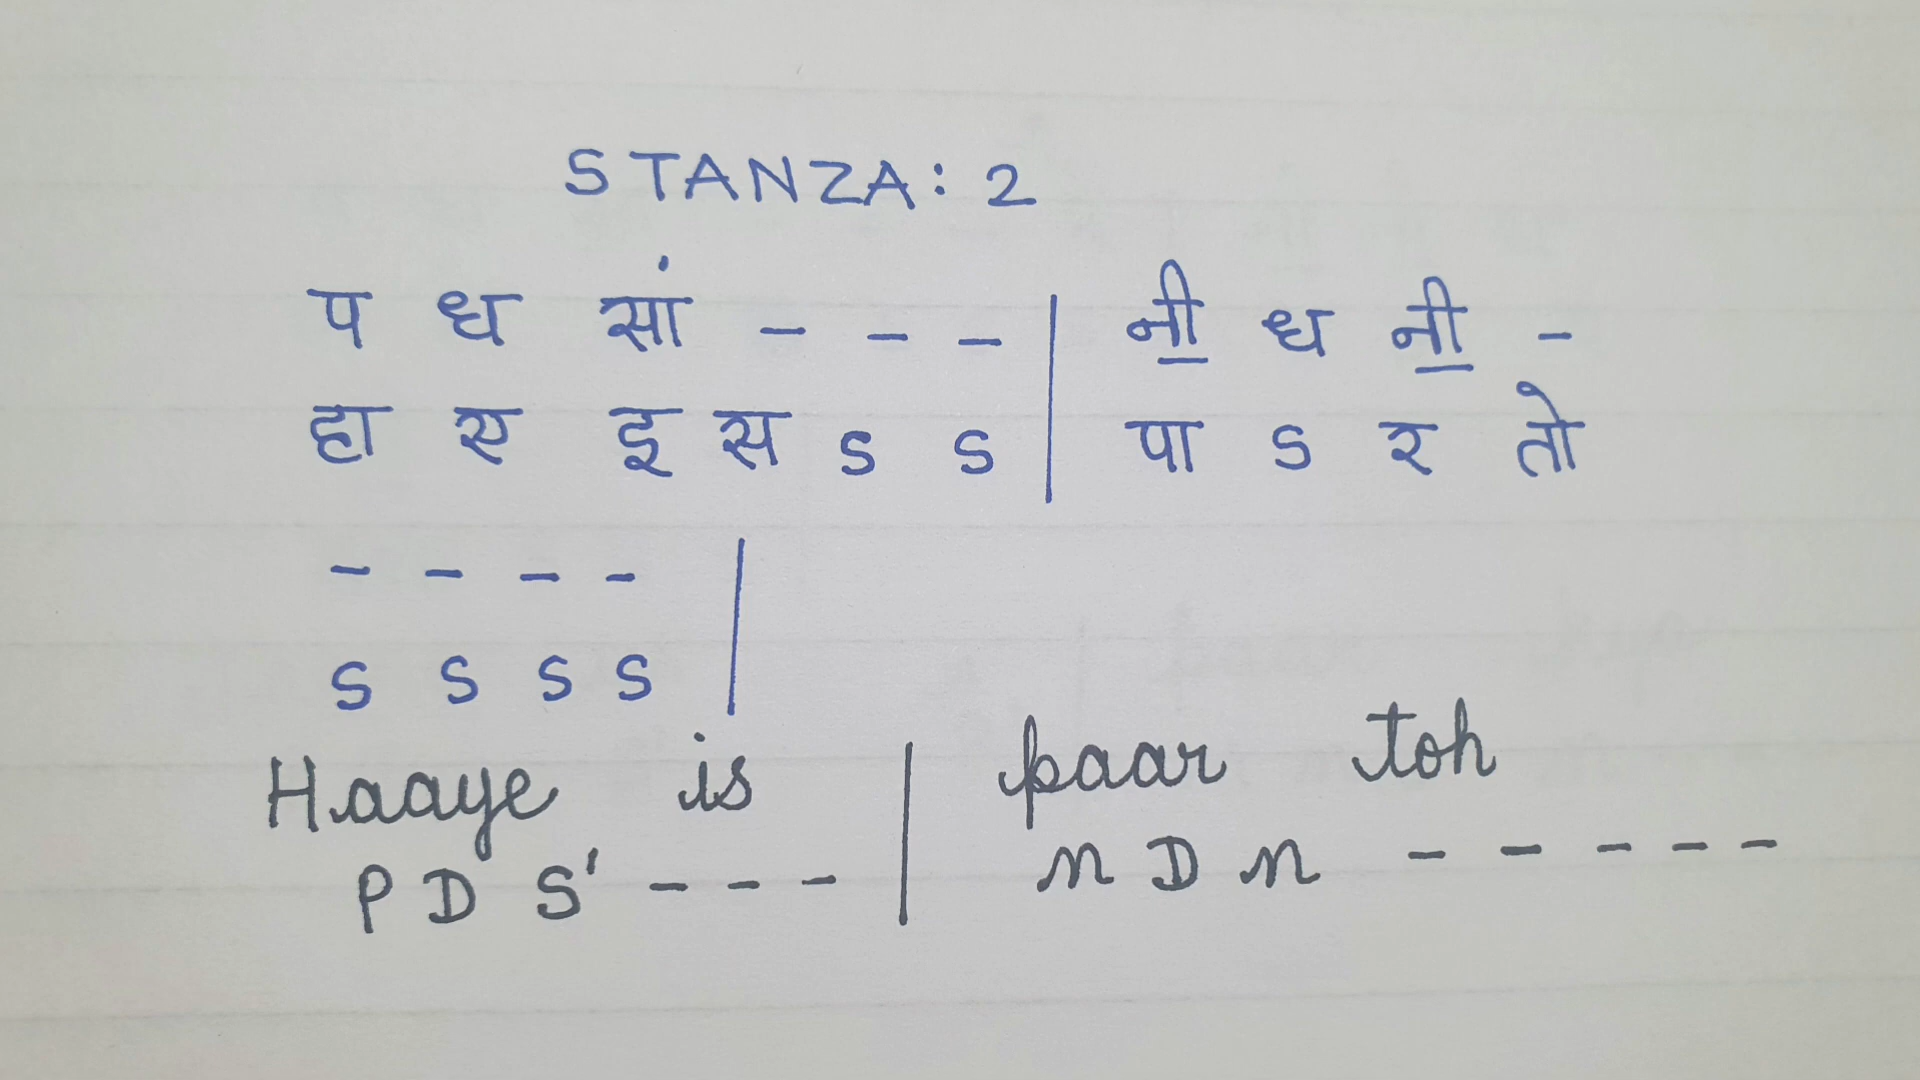 STANZA: 2
प ध सां - - - | नी॒ ध नी॒ -
हा ए इ स S S | पा S र तो
- - - - |
S S S S |
Haaye is | paar toh
P D S' - - - | n D n - - - - -